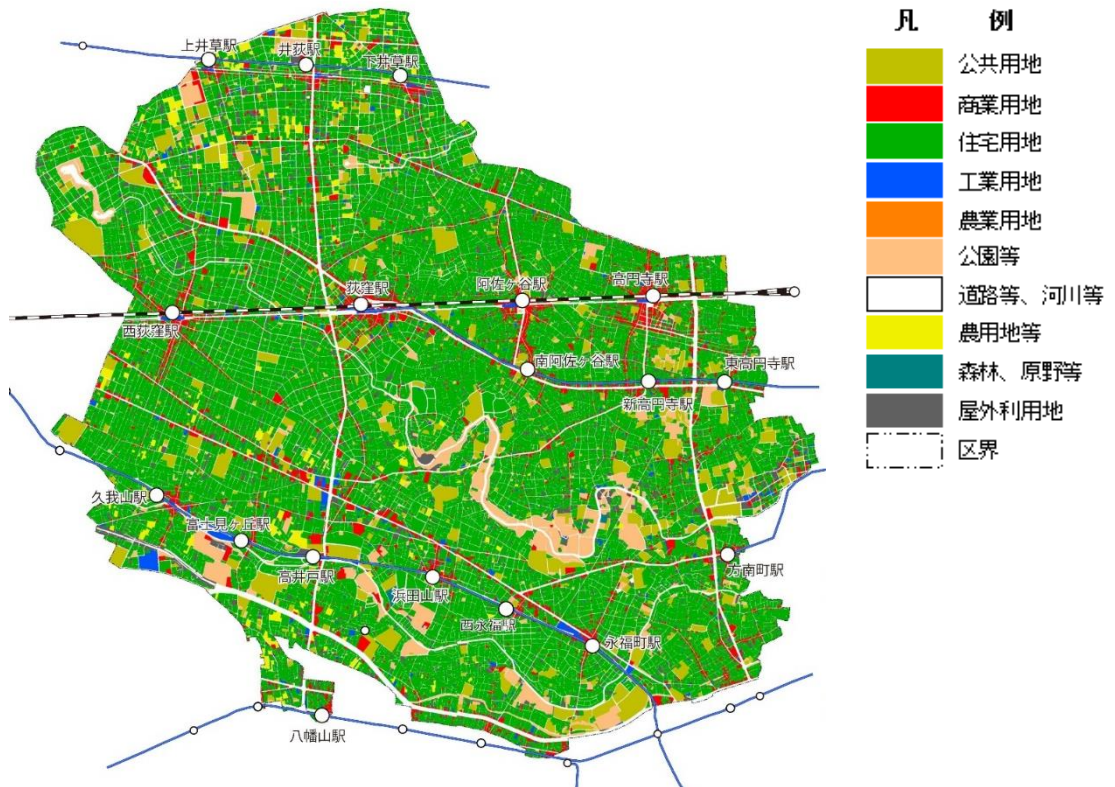 上井草駅
井荻駅
下井草駅
荻窪駅
阿佐ヶ谷駅
高円寺駅
西荻窪駅
南阿佐ヶ谷駅
東高円寺駅
新高円寺駅
久我山駅
富士見ヶ丘駅
高井戸駅
浜田山駅
方南町駅
西永福駅
永福町駅
八幡山駅
凡 例
公共用地
商業用地
住宅用地
工業用地
農業用地
公園等
道路等、河川等
農用地等
森林、原野等
屋外利用地
区界